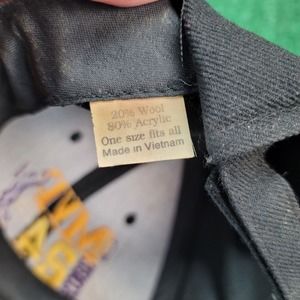 20% Wool
80% Acrylic
One size fits all
Made in Vietnam